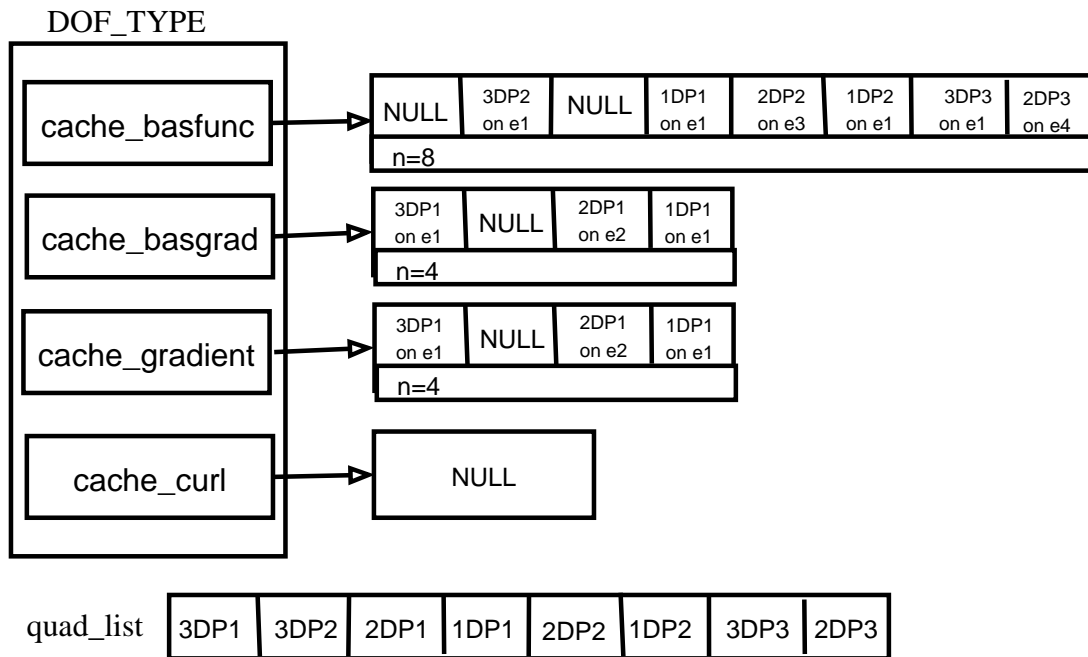 DOF_TYPE
cache_basfunc
NULL
3DP2
on e1
NULL
1DP1
on e1
2DP2
on e3
1DP2
on e1
3DP3
on e1
2DP3
on e4
n=8
cache_basgrad
3DP1
on e1
NULL
2DP1
on e2
1DP1
on e1
n=4
cache_gradient
3DP1
on e1
NULL
2DP1
on e2
1DP1
on e1
n=4
cache_curl
NULL
quad_list 3DP1 3DP2 2DP1 1DP1 2DP2 1DP2 3DP3 2DP3